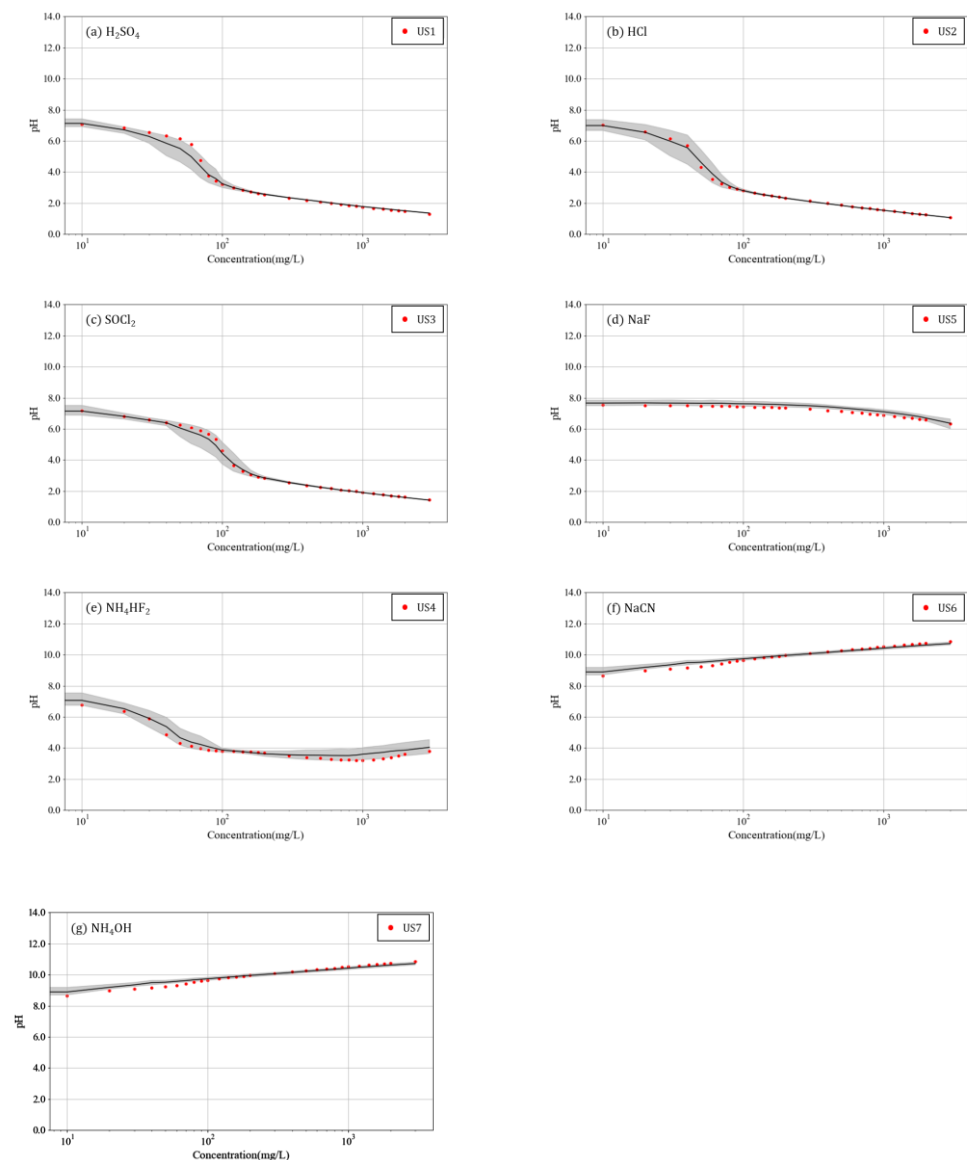 (a) H₂SO₄
US1
14.0
12.0
10.0
8.0
6.0
4.0
2.0
0.0
pH
10¹
10²
10³
Concentration(mg/L)
(b) HCl
US2
14.0
12.0
10.0
8.0
6.0
4.0
2.0
0.0
pH
10¹
10²
10³
Concentration(mg/L)
(c) SOCl₂
US3
14.0
12.0
10.0
8.0
6.0
4.0
2.0
0.0
pH
10¹
10²
10³
Concentration(mg/L)
(d) NaF
US5
14.0
12.0
10.0
8.0
6.0
4.0
2.0
0.0
pH
10¹
10²
10³
Concentration(mg/L)
(e) NH₄HF₂
US4
14.0
12.0
10.0
8.0
6.0
4.0
2.0
0.0
pH
10¹
10²
10³
Concentration(mg/L)
(f) NaCN
US6
14.0
12.0
10.0
8.0
6.0
4.0
2.0
0.0
pH
10¹
10²
10³
Concentration(mg/L)
(g) NH₄OH
US7
14.0
12.0
10.0
8.0
6.0
4.0
2.0
0.0
pH
10¹
10²
10³
Concentration(mg/L)